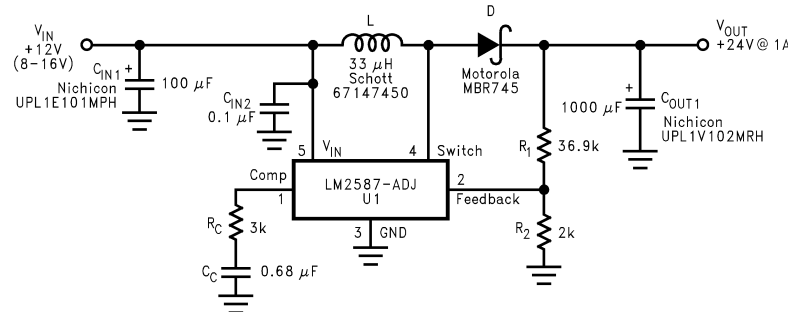 V_IN
+12V
(8-16V)
C_IN1 +
Nichicon
UPL1E101MPH
100 μF
C_IN2
0.1 μF
L
33 μH
Schott
67147450
D
Motorola
MBR745
V_OUT
+24V@ 1A
1000 μF
+
C_OUT1
Nichicon
UPL1V102MRH
R_1
36.9k
5
V_IN
4
Switch
LM2587-ADJ
U1
Comp
1
2
Feedback
3
GND
R_C
3k
C_C
0.68 μF
R_2
2k